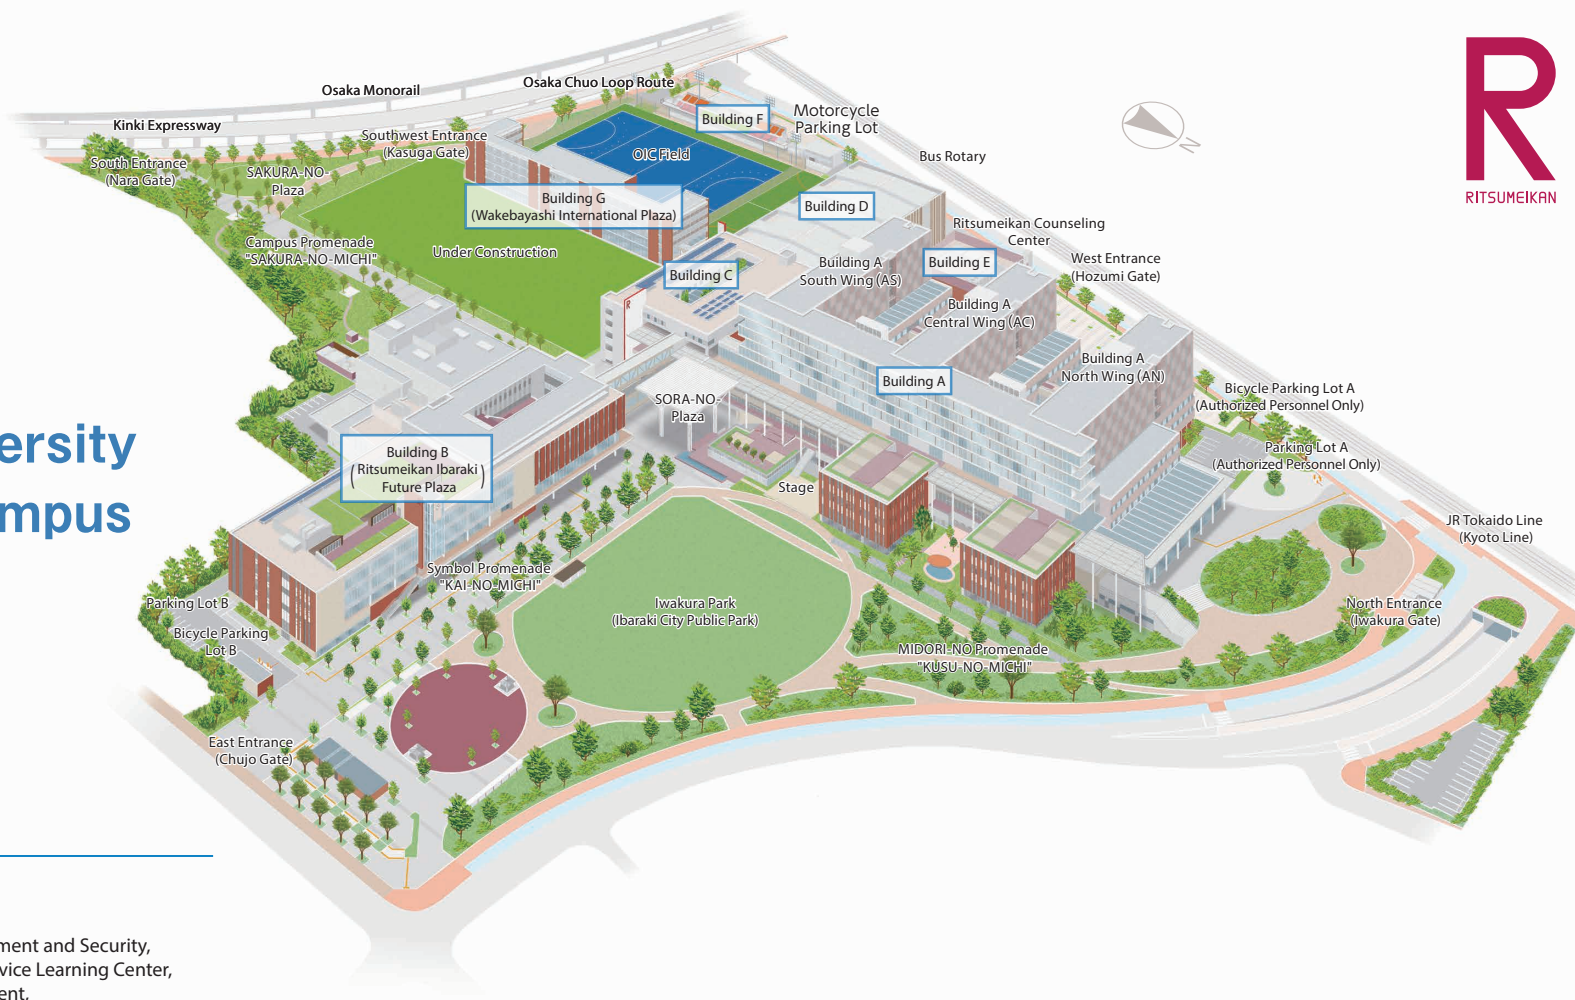 Osaka Monorail
Osaka Chuo Loop Route
Kinki Expressway
RITSUMEIKAN
N
Building F
Motorcycle
Parking Lot
Southwest Entrance
(Kasuga Gate)
OIC Field
Bus Rotary
South Entrance
(Nara Gate)
SAKURA-NO-
Plaza
Building G
(Wakebayashi International Plaza)
Building D
Ritsumeikan Counseling
Center
Campus Promenade
"SAKURA-NO-MICHI"
Under Construction
Building C
Building A
South Wing (AS)
Building E
West Entrance
(Hozumi Gate)
Building A
Central Wing (AC)
Building A
North Wing (AN)
Building A
SORA-NO-
Plaza
Bicycle Parking Lot A
(Authorized Personnel Only)
Parking Lot A
(Authorized Personnel Only)
ersity
mpus
Building B
(Ritsumeikan Ibaraki
Future Plaza)
Stage
JR Tokaido Line
(Kyoto Line)
Symbol Promenade
"KAI-NO-MICHI"
Parking Lot B
Bicycle Parking
Lot B
Iwakura Park
(Ibaraki City Public Park)
North Entrance
(Iwakura Gate)
MIDORI-NO Promenade
"KUSU-NO-MICHI"
East Entrance
(Chujo Gate)
ment and Security,
vice Learning Center,
ent,